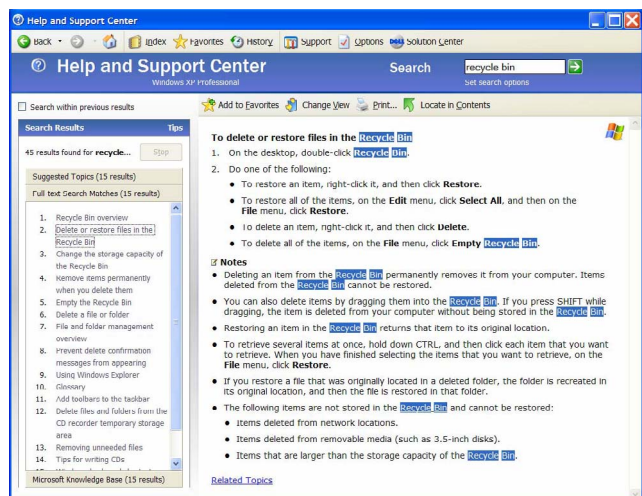 Help and Support Center
Back
Index
Favorites
History
Support
Options
DELL
Solution Center
Help and Support Center
Windows XP Professional
Search
recycle bin
Set search options
Search within previous results
Add to Favorites
Change View
Print...
Locate in Contents
Search Results
Tips
45 results found for recycle...
Stop
Suggested Topics (15 results)
Full text Search Matches (15 results)
1. Recycle Bin overview
2. Delete or restore files in the
Recycle Bin
3. Change the storage capacity of
the Recycle Bin
4. Remove items permanently
when you delete them
5. Empty the Recycle Bin
6. Delete a file or folder
7. File and folder management
overview
8. Prevent delete confirmation
messages from appearing
9. Using Windows Explorer
10. Glossary
11. Add toolbars to the taskbar
12. Delete files and folders from the
CD recorder temporary storage
area
13. Removing unneeded files
14. Tips for writing CDs
Microsoft Knowledge Base (15 results)
To delete or restore files in the Recycle Bin
1. On the desktop, double-click Recycle Bin.
2. Do one of the following:
• To restore an item, right-click it, and then click Restore.
• To restore all of the items, on the Edit menu, click Select All, and then on the
File menu, click Restore.
• To delete an item, right-click it, and then click Delete.
• To delete all of the items, on the File menu, click Empty Recycle Bin.
Notes
• Deleting an item from the Recycle Bin permanently removes it from your computer. Items
deleted from the Recycle Bin cannot be restored.
• You can also delete items by dragging them into the Recycle Bin. If you press SHIFT while
dragging, the item is deleted from your computer without being stored in the Recycle Bin.
• Restoring an item in the Recycle Bin returns that item to its original location.
• To retrieve several items at once, hold down CTRL, and then click each item that you want
to retrieve. When you have finished selecting the items that you want to retrieve, on the
File menu, click Restore.
• If you restore a file that was originally located in a deleted folder, the folder is recreated in
its original location, and then the file is restored in that folder.
• The following items are not stored in the Recycle Bin and cannot be restored:
• Items deleted from network locations.
• Items deleted from removable media (such as 3.5-inch disks).
• Items that are larger than the storage capacity of the Recycle Bin.
Related Topics